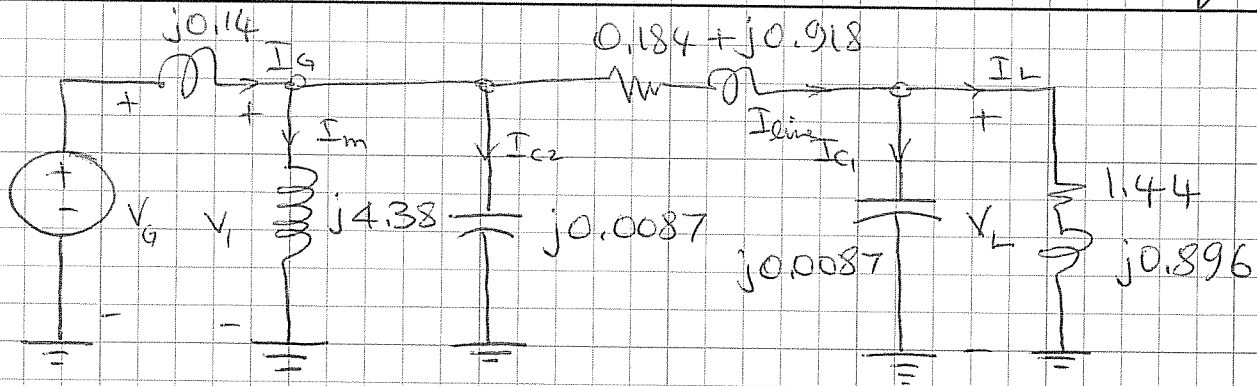 j0.14
0.184 + j0.918
I_G
I_L
+
+
+
I_m
I_C2
I_line
I_C1
+
-
V_G
V_1
j4.38
j0.0087
j0.0087
V_L
1.44
j0.896
-
-
-